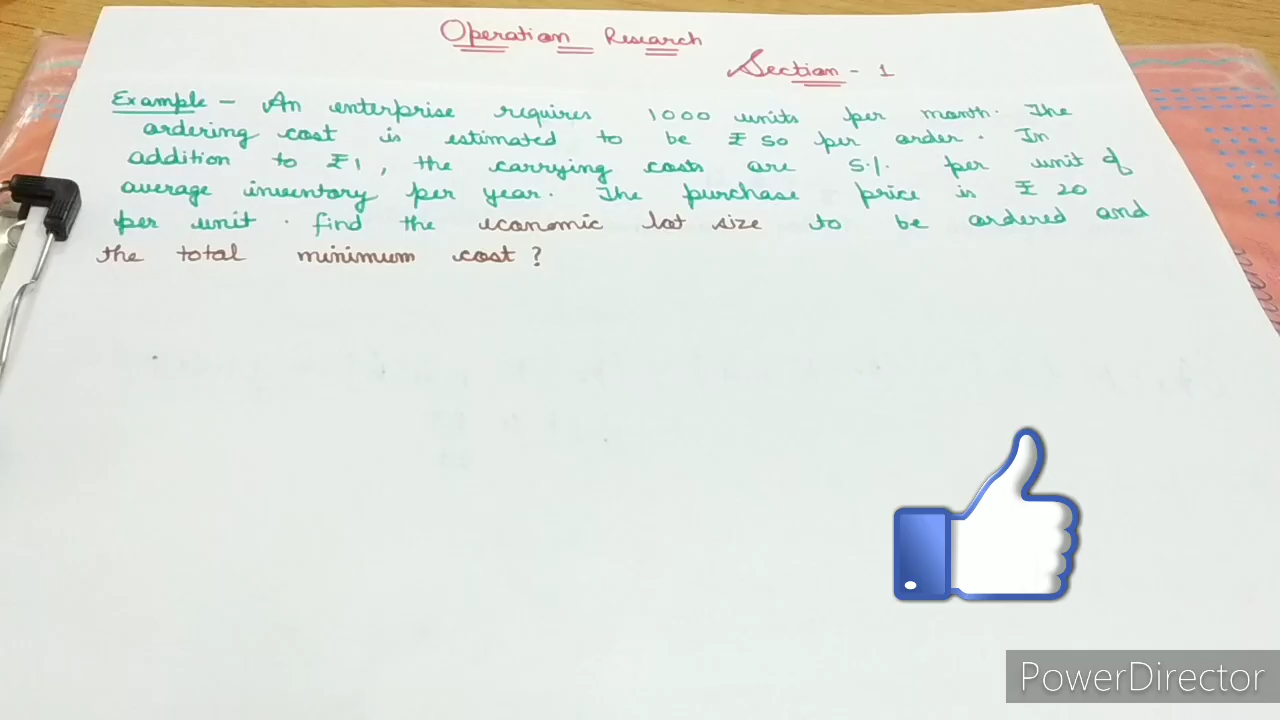 Operation Research
Section - 1
Example - An enterprise requires 1000 units per month. The
ordering cost is estimated to be ₹ 50 per order. In
addition to ₹1, the carrying costs are 5% per unit of
average inventory per year. The purchase price is ₹ 20
per unit. find the economic lot size to be ordered and
the total minimum cost?
PowerDirector